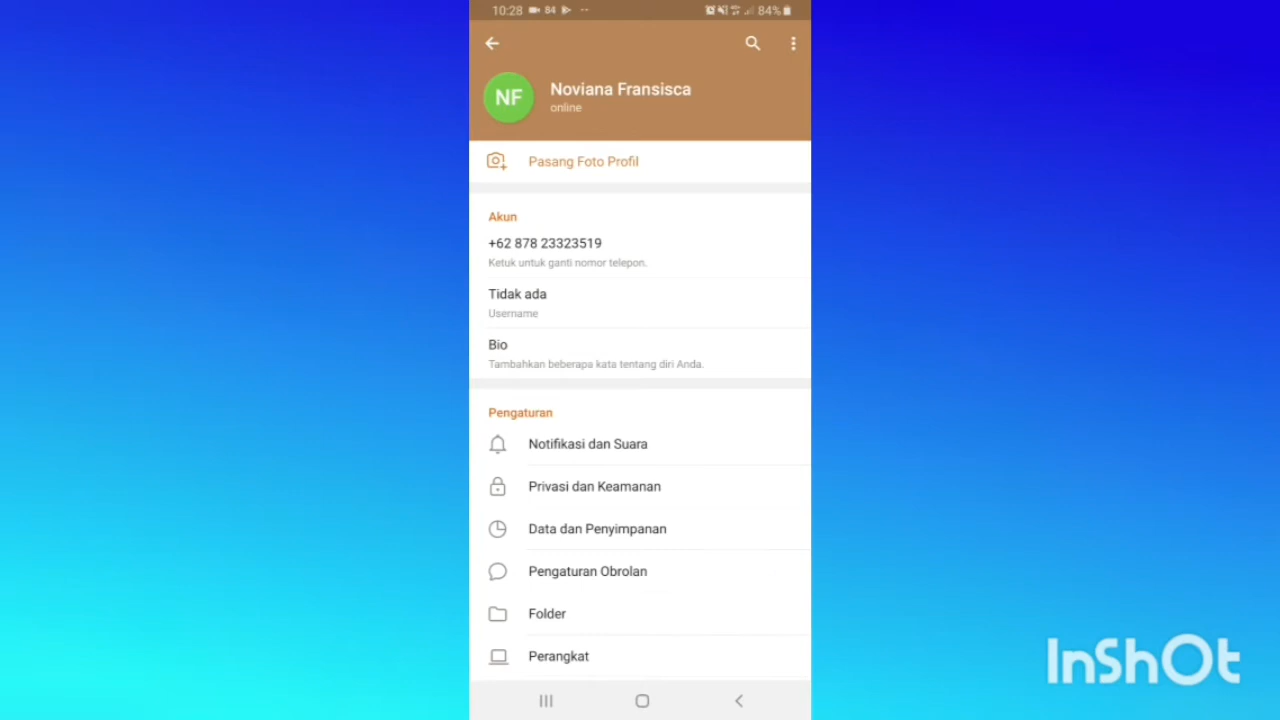 10:28 84 84%
Noviana Fransisca
NF
online
Pasang Foto Profil
Akun
+62 878 23323519
Ketuk untuk ganti nomor telepon.
Tidak ada
Username
Bio
Tambahkan beberapa kata tentang diri Anda.
Pengaturan
Notifikasi dan Suara
Privasi dan Keamanan
Data dan Penyimpanan
Pengaturan Obrolan
Folder
Perangkat
InShOt